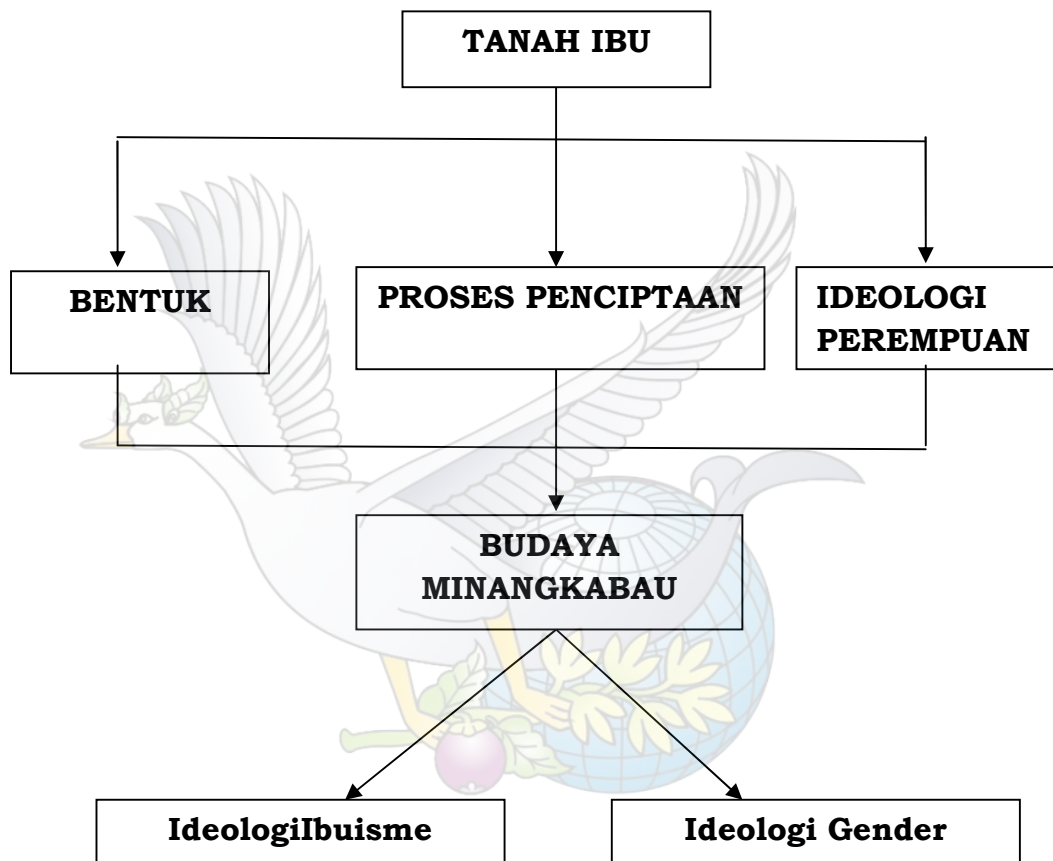 TANAH IBU
BENTUK
PROSES PENCIPTAAN
IDEOLOGI
PEREMPUAN
BUDAYA
MINANGKABAU
IdeologiIbuisme
Ideologi Gender